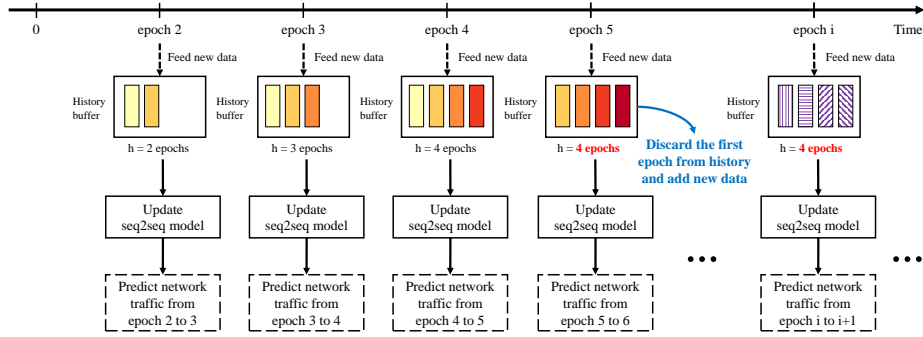 0
epoch 2
epoch 3
epoch 4
epoch 5
epoch i
Time
Feed new data
Feed new data
Feed new data
Feed new data
Feed new data
History
buffer
History
buffer
History
buffer
History
buffer
History
buffer
h = 2 epochs
h = 3 epochs
h = 4 epochs
h = 4 epochs
h = 4 epochs
Discard the first
epoch from history
and add new data
Update
seq2seq model
Update
seq2seq model
Update
seq2seq model
Update
seq2seq model
Update
seq2seq model
Predict network
traffic from
epoch 2 to 3
Predict network
traffic from
epoch 3 to 4
Predict network
traffic from
epoch 4 to 5
Predict network
traffic from
epoch 5 to 6
Predict network
traffic from
epoch i to i+1